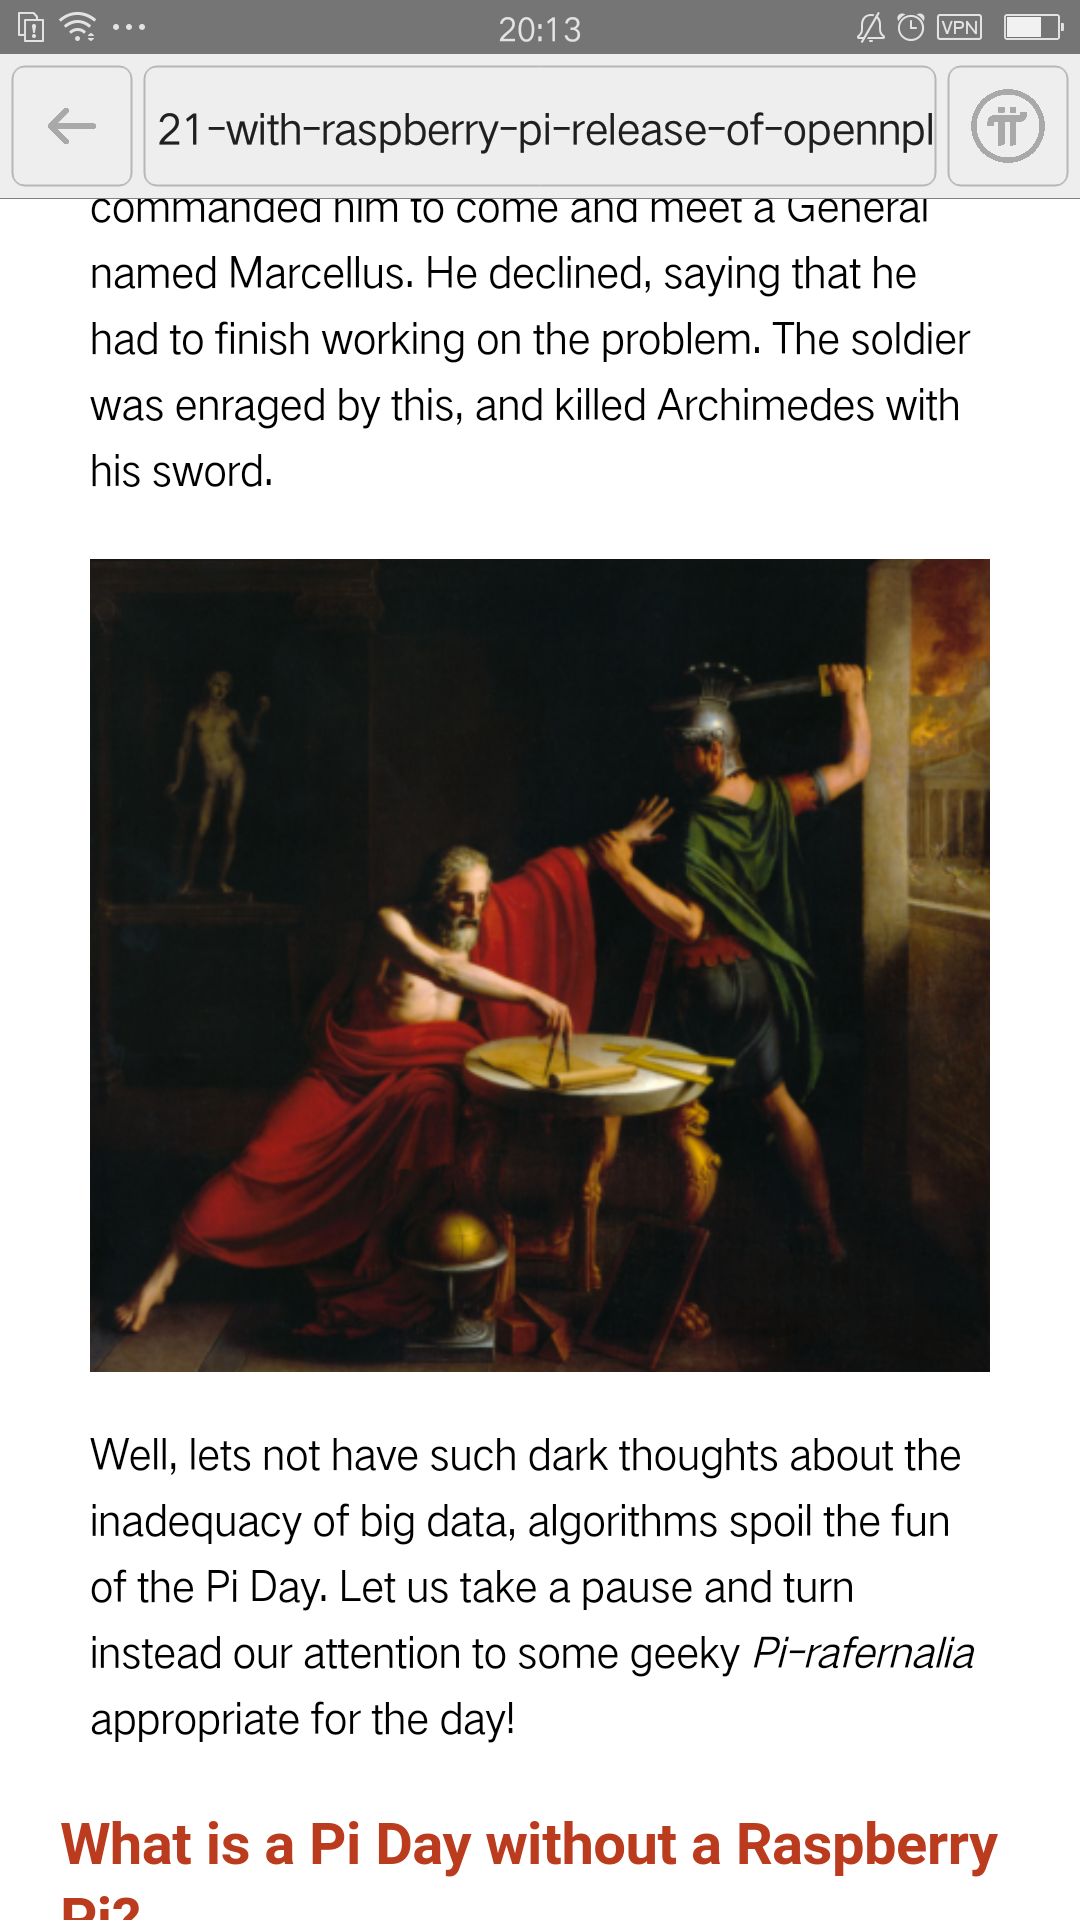 20:13
VPN
21-with-raspberry-pi-release-of-opennpl
commanded him to come and meet a General
named Marcellus. He declined, saying that he
had to finish working on the problem. The soldier
was enraged by this, and killed Archimedes with
his sword.
Well, lets not have such dark thoughts about the
inadequacy of big data, algorithms spoil the fun
of the Pi Day. Let us take a pause and turn
instead our attention to some geeky Pi-rafernalia
appropriate for the day!
What is a Pi Day without a Raspberry
Pi?